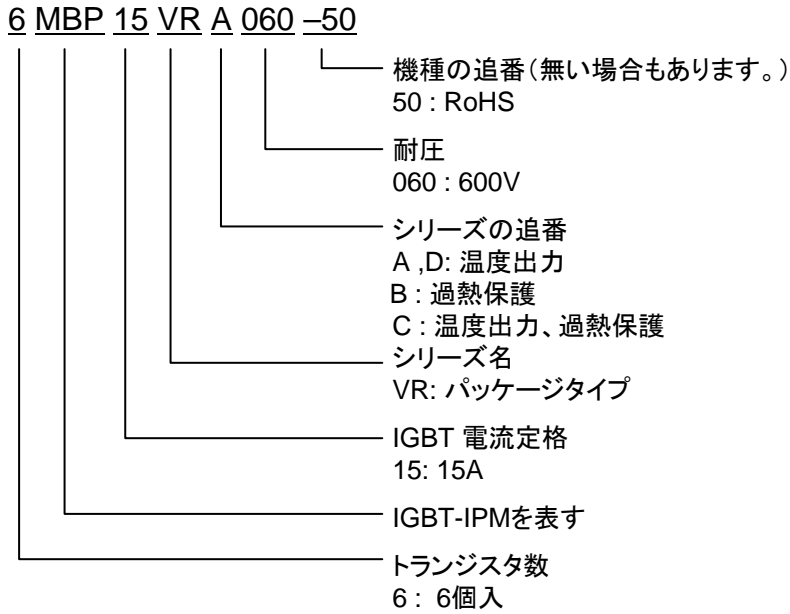 6 MBP 15 VR A 060 –50
機種の追番(無い場合もあります。)
50 : RoHS
耐圧
060 : 600V
シリーズの追番
A ,D: 温度出力
B : 過熱保護
C : 温度出力、過熱保護
シリーズ名
VR: パッケージタイプ
IGBT 電流定格
15: 15A
IGBT-IPMを表す
トランジスタ数
6 : 6個入